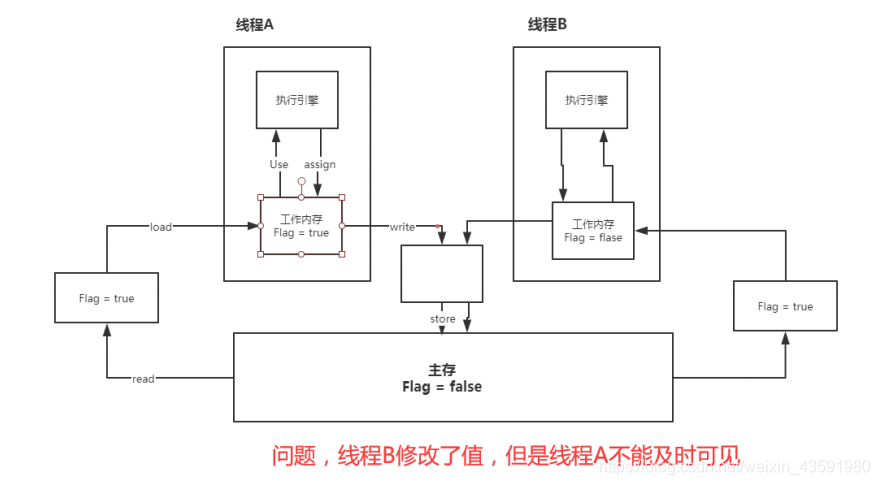 线程A
线程B
执行引擎
执行引擎
Use
assign
工作内存
Flag = true
工作内存
Flag = flase
load
write
Flag = true
Flag = true
store
read
主存
Flag = false
问题，线程B修改了值，但是线程A不能及时可见
https://blog.csdn.net/weixin_43591980